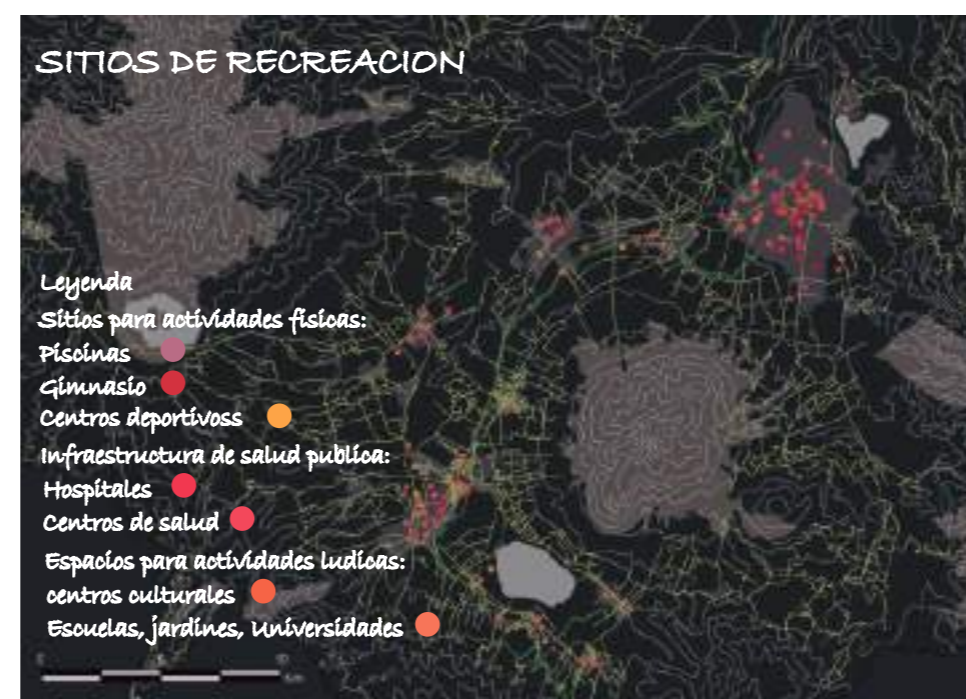 SITIOS DE RECREACION
Leyenda
Sitios para actividades fisicas:
Piscinas
Gimnasio
Centros deportivoss
Infraestructura de salud publica:
Hospitales
Centros de salud
Espacios para actividades ludicas:
centros culturales
Escuelas, jardines, Universidades